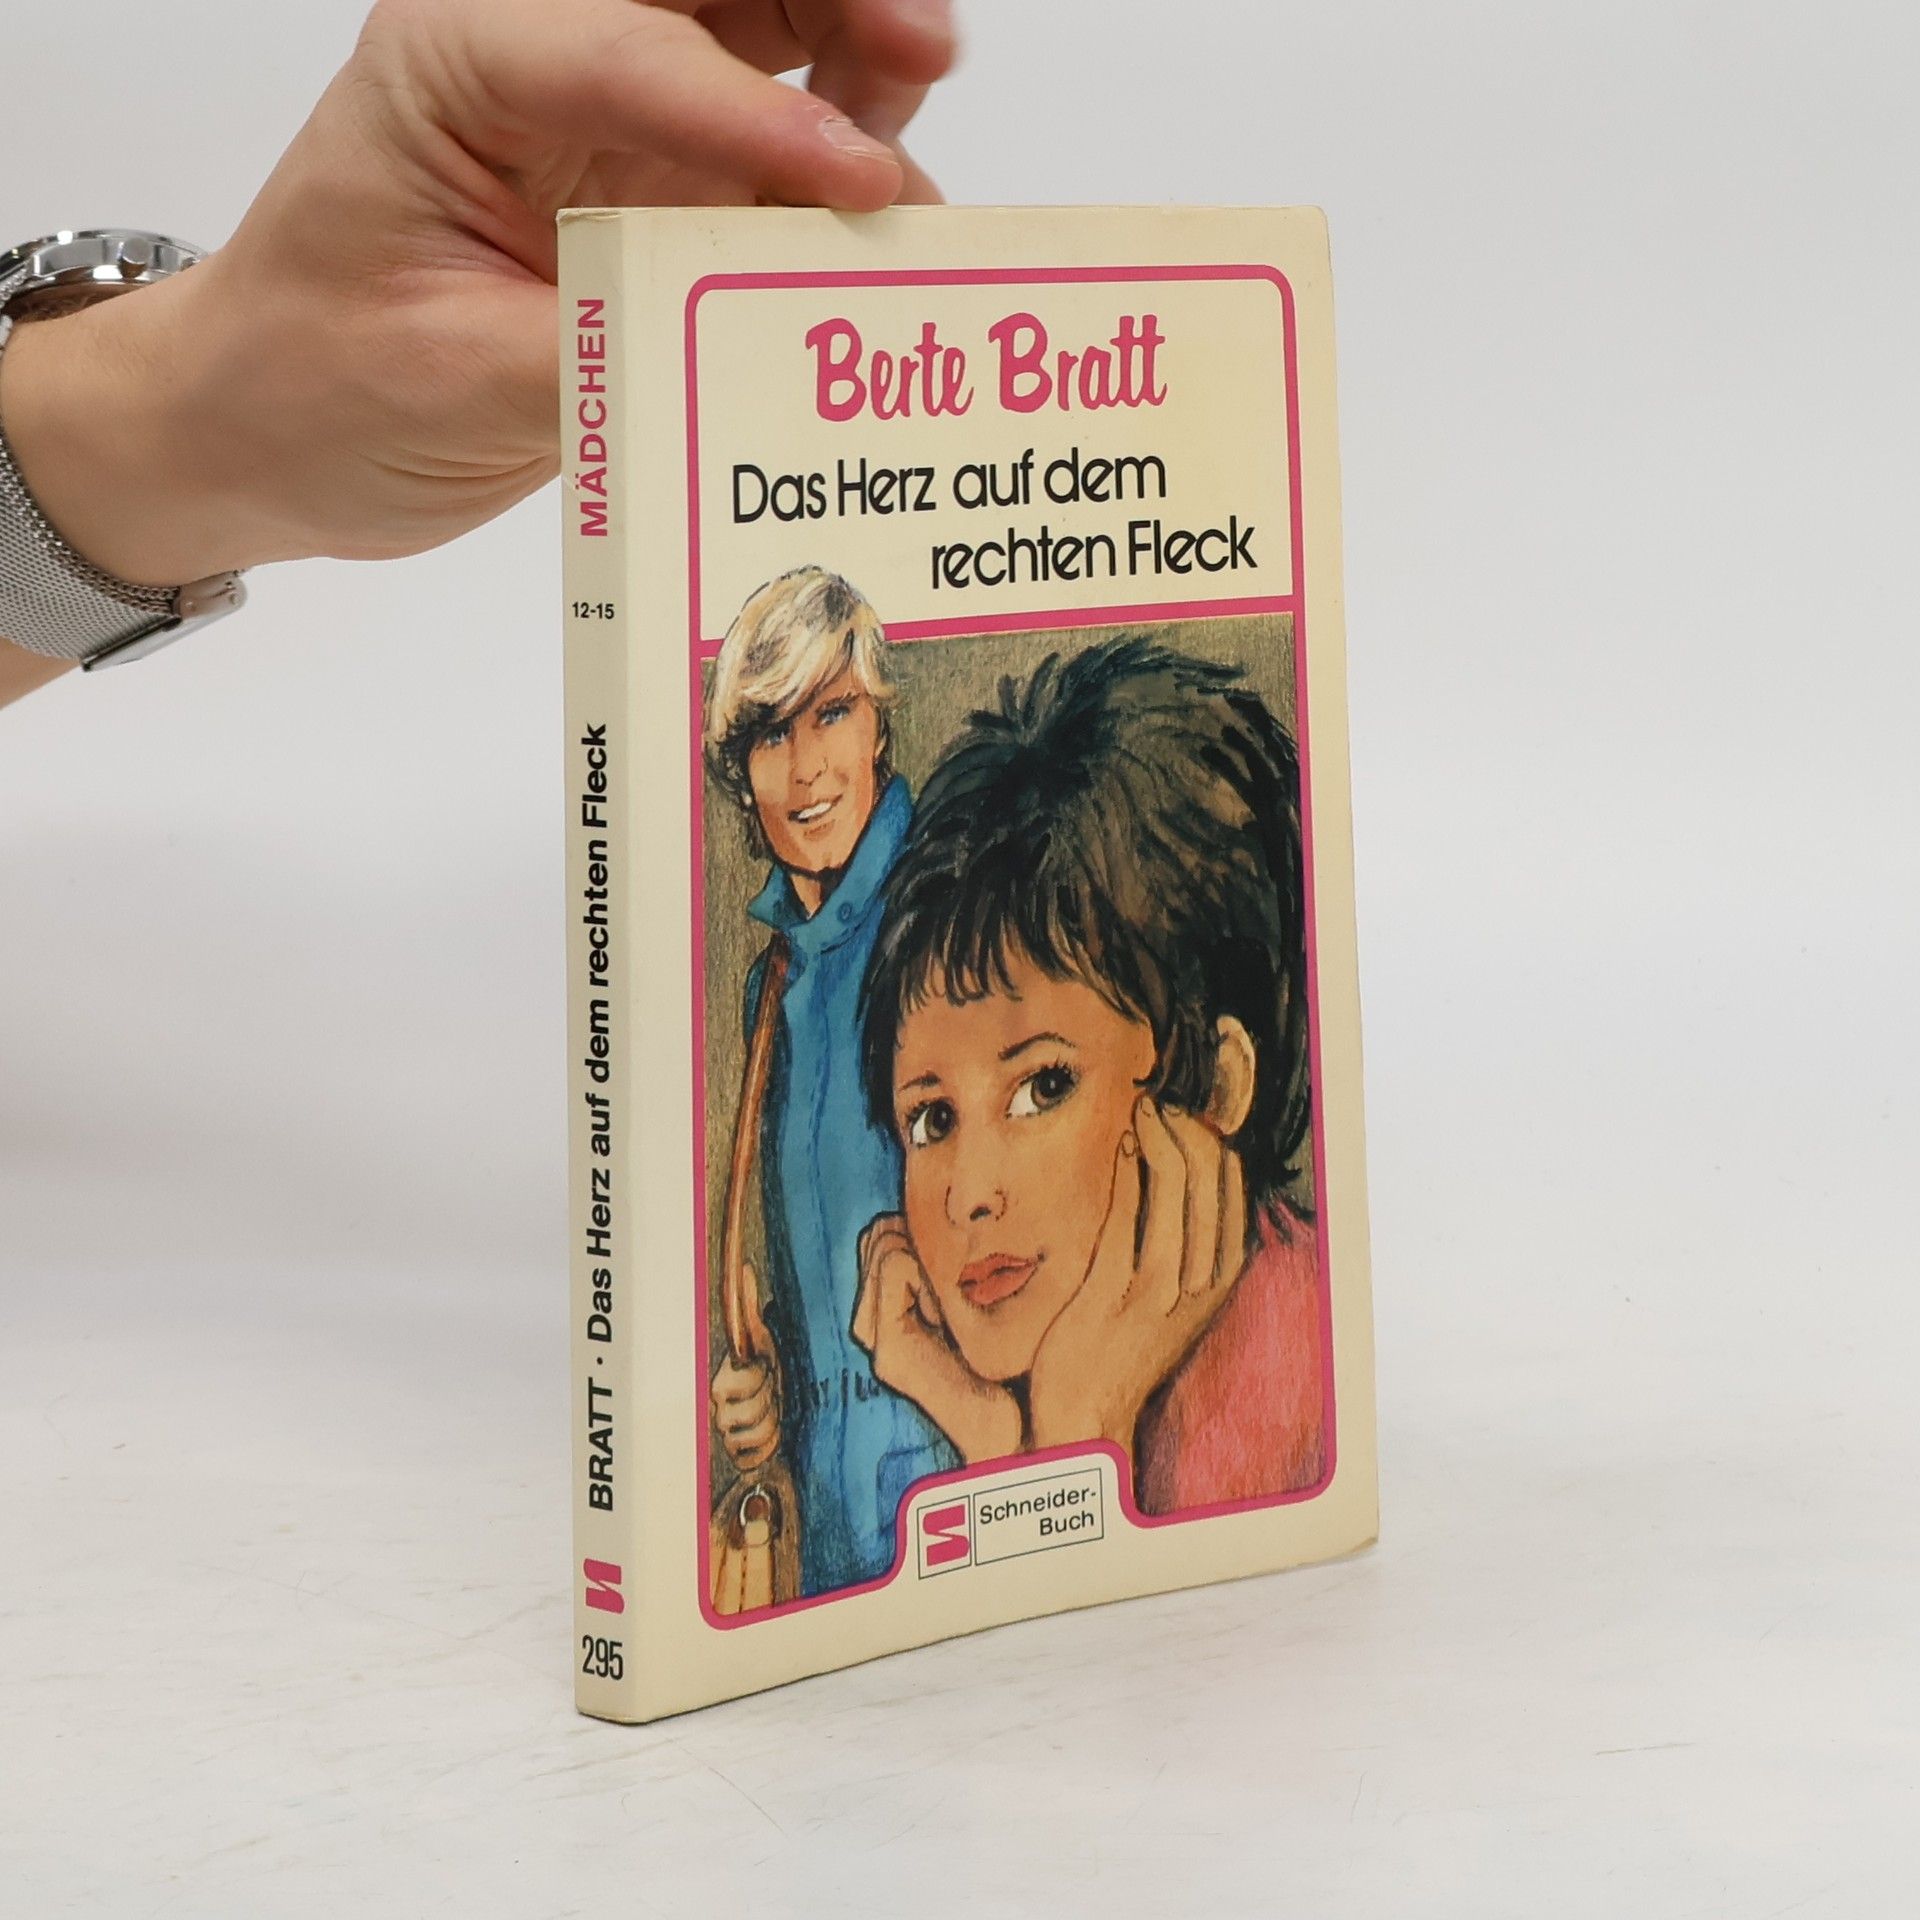 MÄDCHEN
12-15
BRATT · Das Herz auf dem rechten Fleck
295
Berte Bratt
Das Herz auf dem
rechten Fleck
Schneider-
Buch